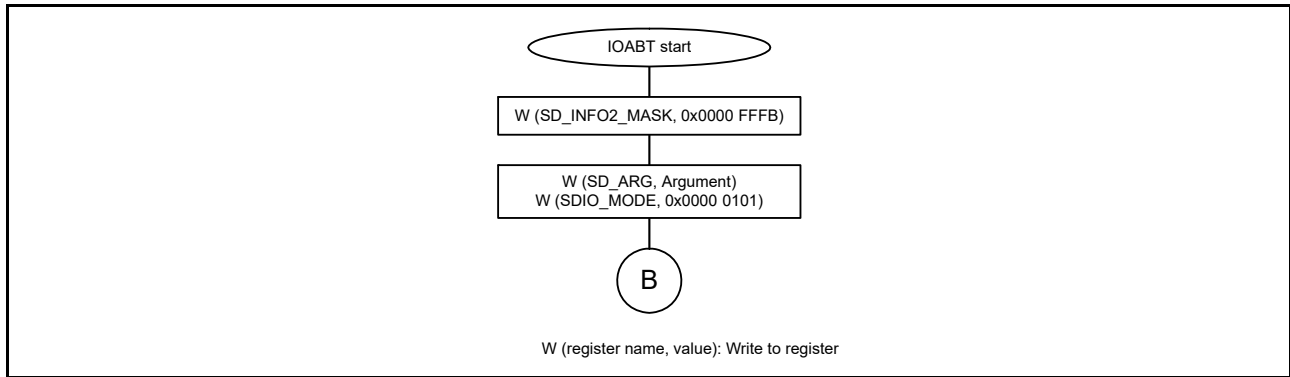 IOABT start
W (SD_INFO2_MASK, 0x0000 FFFB)
W (SD_ARG, Argument)
W (SDIO_MODE, 0x0000 0101)
B
W (register name, value): Write to register